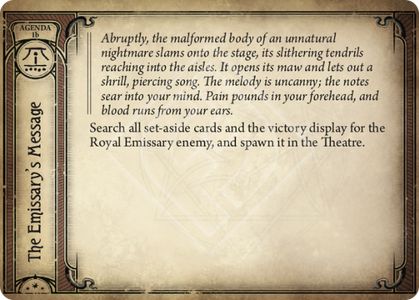 AGENDA
1b
The Emissary's Message
Abruptly, the malformed body of an unnatural
nightmare slams onto the stage, its slithering tendrils
reaching into the aisles. It opens its maw and lets out a
shrill, piercing song. The melody is uncanny; the notes
sear into your mind. Pain pounds in your forehead, and
blood runs from your ears.
Search all set-aside cards and the victory display for the
Royal Emissary enemy, and spawn it in the Theatre.